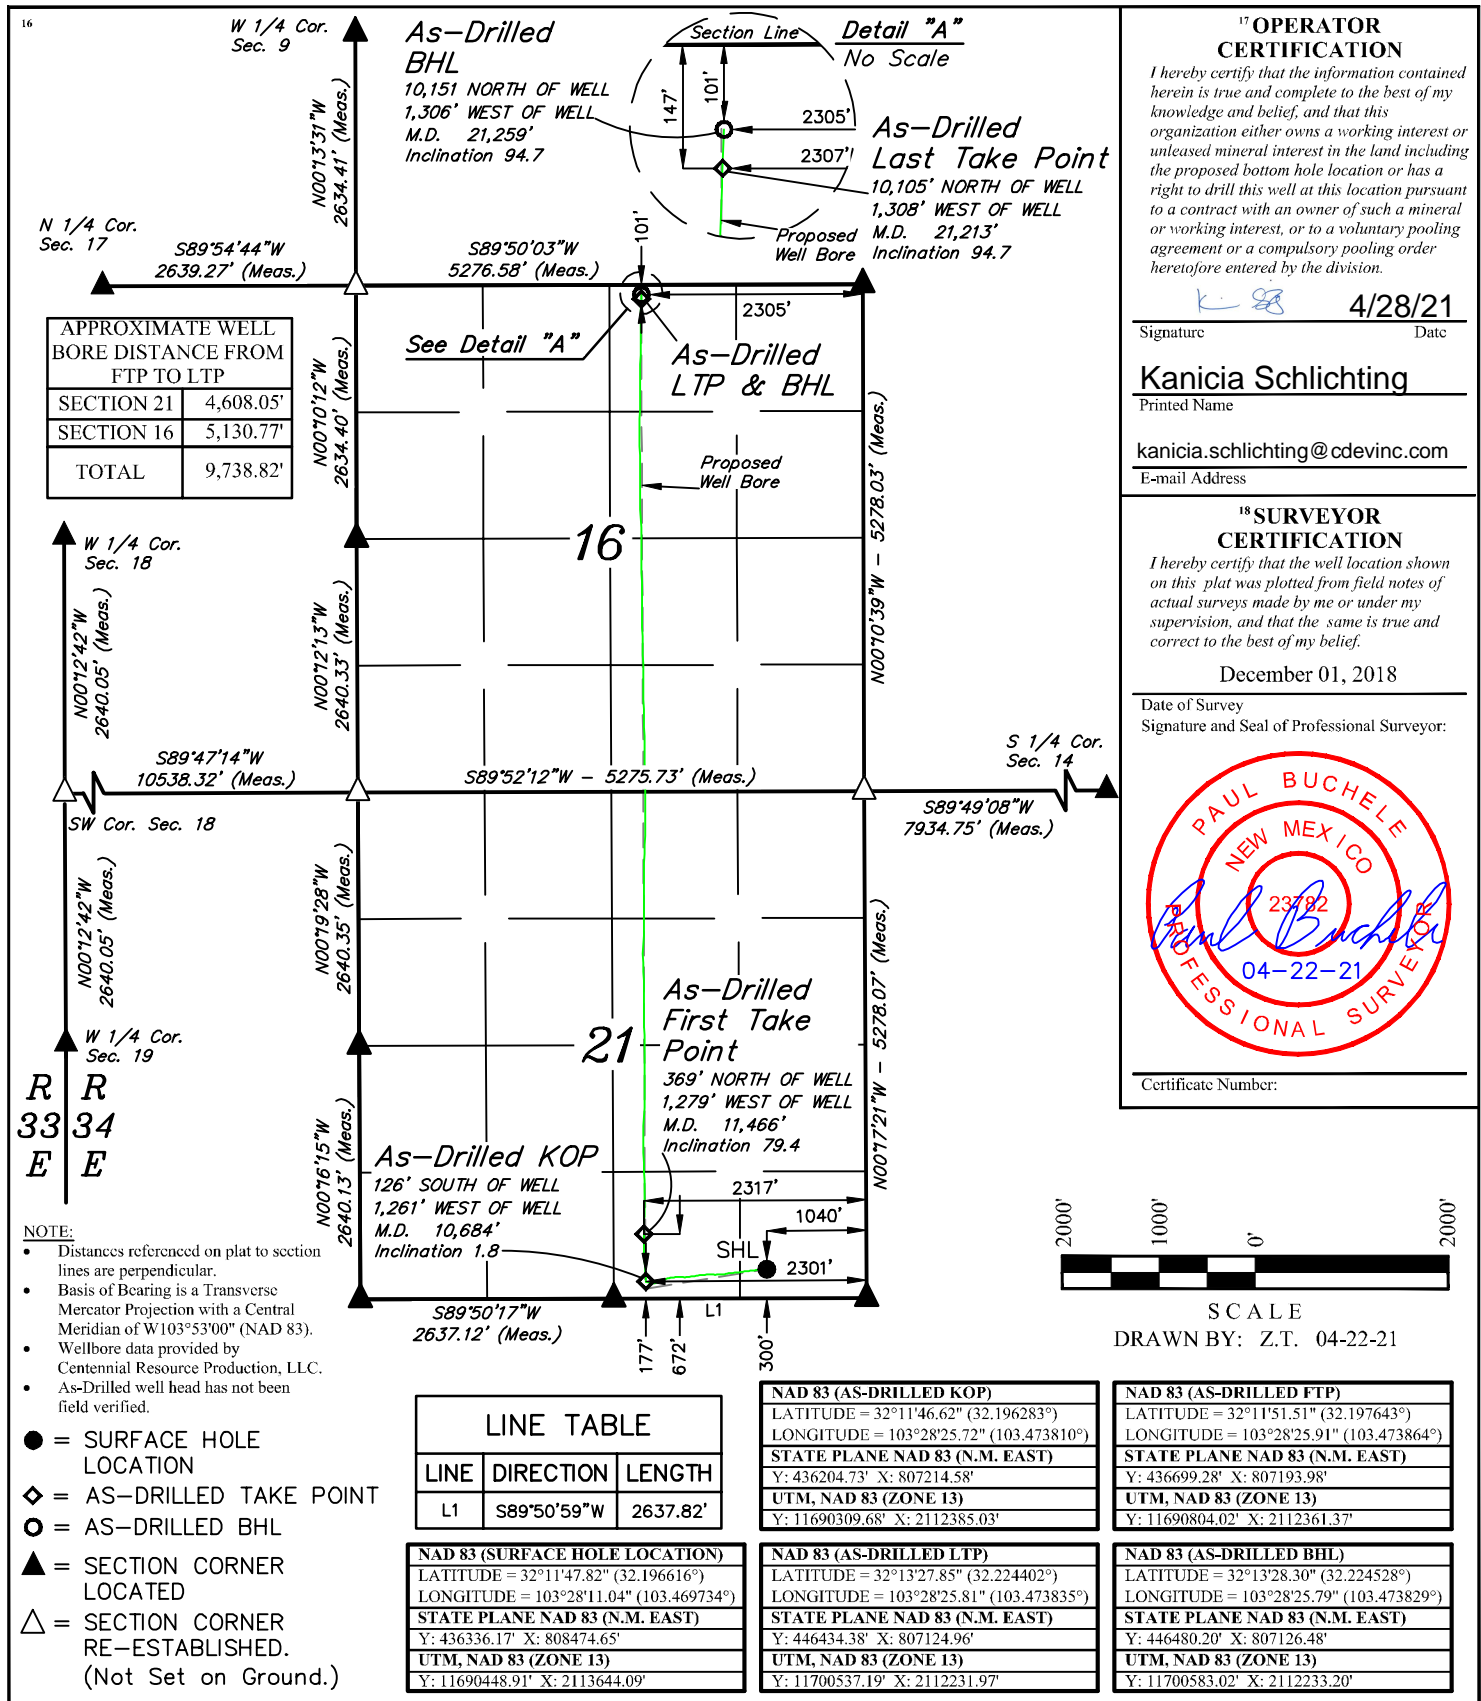 16
W 1/4 Cor.
Sec. 9
As-Drilled
BHL
10,151 NORTH OF WELL
1,306' WEST OF WELL
M.D. 21,259'
Inclination 94.7
Section Line
Detail "A"
No Scale
147'
101'
2305'
2307'
As-Drilled
Last Take Point
10,105' NORTH OF WELL
1,308' WEST OF WELL
M.D. 21,213'
Inclination 94.7
Proposed
Well Bore
N00°13'31"W
2634.41' (Meas.)
N 1/4 Cor.
Sec. 17
S89°54'44"W
2639.27' (Meas.)
S89°50'03"W
5276.58' (Meas.)
101'
2305'
See Detail "A"
As-Drilled
LTP & BHL
APPROXIMATE WELL
BORE DISTANCE FROM
FTP TO LTP
SECTION 21 4,608.05'
SECTION 16 5,130.77'
TOTAL 9,738.82'
N00°10'12"W
2634.40' (Meas.)
Proposed
Well Bore
N00°10'39"W - 5278.03' (Meas.)
16
W 1/4 Cor.
Sec. 18
N00°12'42"W
2640.05' (Meas.)
N00°12'13"W
2640.33' (Meas.)
S89°47'14"W
10538.32' (Meas.)
S89°52'12"W - 5275.73' (Meas.)
S 1/4 Cor.
Sec. 14
S89°49'08"W
7934.75' (Meas.)
SW Cor. Sec. 18
N00°12'42"W
2640.05' (Meas.)
N00°19'28"W
2640.35' (Meas.)
N00°17'21"W - 5278.07' (Meas.)
As-Drilled
First Take
Point
369' NORTH OF WELL
1,279' WEST OF WELL
M.D. 11,466'
Inclination 79.4
21
W 1/4 Cor.
Sec. 19
R R
33 34
E E
N00°16'15"W
2640.13' (Meas.)
As-Drilled KOP
126' SOUTH OF WELL
1,261' WEST OF WELL
M.D. 10,684'
Inclination 1.8
2317'
1040'
SHL
2301'
S89°50'17"W
2637.12' (Meas.)
L1
177'
672'
300'
NOTE:
• Distances referenced on plat to section
lines are perpendicular.
• Basis of Bearing is a Transverse
Mercator Projection with a Central
Meridian of W103°53'00" (NAD 83).
• Wellbore data provided by
Centennial Resource Production, LLC.
• As-Drilled well head has not been
field verified.
= SURFACE HOLE
LOCATION
= AS-DRILLED TAKE POINT
= AS-DRILLED BHL
= SECTION CORNER
LOCATED
= SECTION CORNER
RE-ESTABLISHED.
(Not Set on Ground.)
LINE TABLE
LINE DIRECTION LENGTH
L1 S89°50'59"W 2637.82'
NAD 83 (SURFACE HOLE LOCATION)
LATITUDE = 32°11'47.82" (32.196616°)
LONGITUDE = 103°28'11.04" (103.469734°)
STATE PLANE NAD 83 (N.M. EAST)
Y: 436336.17' X: 808474.65'
UTM, NAD 83 (ZONE 13)
Y: 11690448.91' X: 2113644.09'
NAD 83 (AS-DRILLED KOP)
LATITUDE = 32°11'46.62" (32.196283°)
LONGITUDE = 103°28'25.72" (103.473810°)
STATE PLANE NAD 83 (N.M. EAST)
Y: 436204.73' X: 807214.58'
UTM, NAD 83 (ZONE 13)
Y: 11690309.68' X: 2112385.03'
NAD 83 (AS-DRILLED FTP)
LATITUDE = 32°11'51.51" (32.197643°)
LONGITUDE = 103°28'25.91" (103.473864°)
STATE PLANE NAD 83 (N.M. EAST)
Y: 436699.28' X: 807193.98'
UTM, NAD 83 (ZONE 13)
Y: 11690804.02' X: 2112361.37'
NAD 83 (AS-DRILLED LTP)
LATITUDE = 32°13'27.85" (32.224402°)
LONGITUDE = 103°28'25.81" (103.473835°)
STATE PLANE NAD 83 (N.M. EAST)
Y: 446434.38' X: 807124.96'
UTM, NAD 83 (ZONE 13)
Y: 11700537.19' X: 2112231.97'
NAD 83 (AS-DRILLED BHL)
LATITUDE = 32°13'28.30" (32.224528°)
LONGITUDE = 103°28'25.79" (103.473829°)
STATE PLANE NAD 83 (N.M. EAST)
Y: 446480.20' X: 807126.48'
UTM, NAD 83 (ZONE 13)
Y: 11700583.02' X: 2112233.20'
17 OPERATOR
CERTIFICATION
I hereby certify that the information contained
herein is true and complete to the best of my
knowledge and belief, and that this
organization either owns a working interest or
unleased mineral interest in the land including
the proposed bottom hole location or has a
right to drill this well at this location pursuant
to a contract with an owner of such a mineral
or working interest, or to a voluntary pooling
agreement or a compulsory pooling order
heretofore entered by the division.
4/28/21
Signature Date
Kanicia Schlichting
Printed Name
kanicia.schlichting@cdevinc.com
E-mail Address
18 SURVEYOR
CERTIFICATION
I hereby certify that the well location shown
on this plat was plotted from field notes of
actual surveys made by me or under my
supervision, and that the same is true and
correct to the best of my belief.
December 01, 2018
Date of Survey
Signature and Seal of Professional Surveyor:
PAUL BUCHELE
NEW MEXICO
23782
Paul Buchele
04-22-21
PROFESSIONAL SURVEYOR
Certificate Number:
2000'
1000'
0'
2000'
SCALE
DRAWN BY: Z.T. 04-22-21